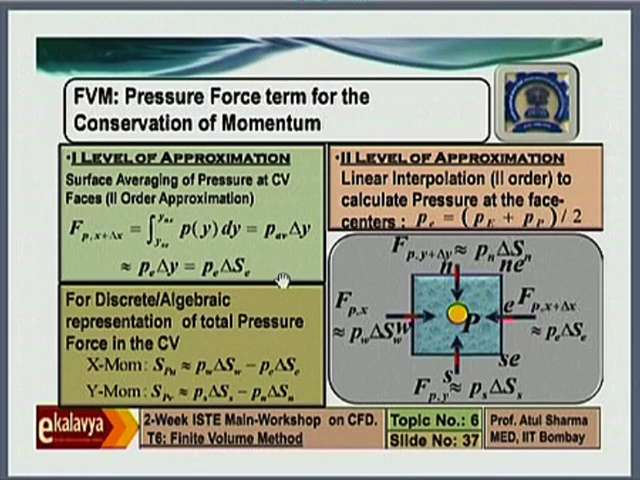 FVM: Pressure Force term for the
Conservation of Momentum
•I LEVEL OF APPROXIMATION
Surface Averaging of Pressure at CV
Faces (II Order Approximation)
F_{p,x+Δx} = ∫_{y_{se}}^{y_{ne}} p(y) dy = p_{av} Δy
≈ p_e Δy = p_e ΔS_e
For Discrete/Algebraic
representation of total Pressure
Force in the CV
X-Mom: S_{Pu} ≈ p_w ΔS_w − p_e ΔS_e
Y-Mom: S_{Pv} ≈ p_s ΔS_s − p_n ΔS_n
•II LEVEL OF APPROXIMATION
Linear Interpolation (II order) to
calculate Pressure at the face-
centers : p_e = (p_E + p_P) / 2
F_{p,y+Δy} ≈ p_n ΔS_n
n ne
F_{p,x} e F_{p,x+Δx}
≈ p_w ΔS_w w P ≈ p_e ΔS_e
s se
F_{p,y} ≈ p_s ΔS_s
ekalavya
2-Week ISTE Main-Workshop on CFD.
T6: Finite Volume Method
Topic No.: 6
Slide No.: 37
Prof. Atul Sharma
MED, IIT Bombay